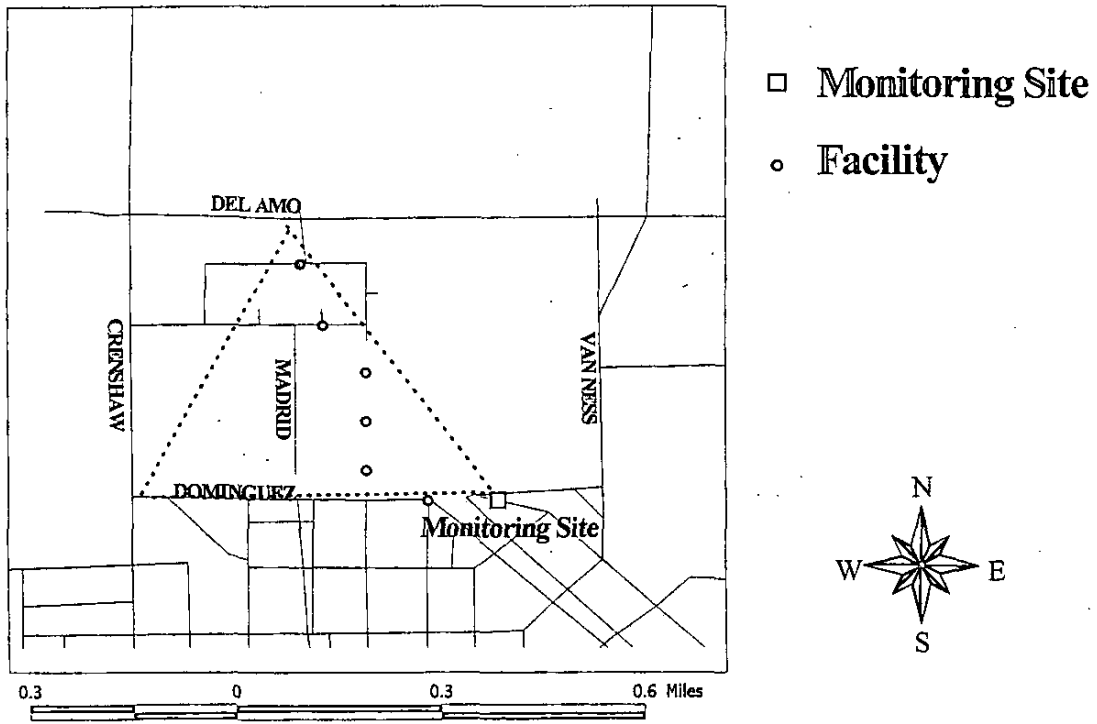 Monitoring Site
Facility
DEL AMO
CRENSHAW
MADRID
VAN NESS
DOMINGUEZ
Monitoring Site
N
W E
S
0.3 0 0.3 0.6 Miles